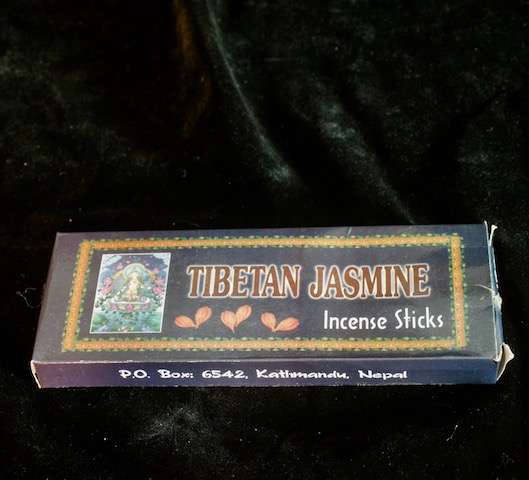 TIBETAN JASMINE
Incense Sticks
P.O. Box: 6542, Kathmandu, Nepal